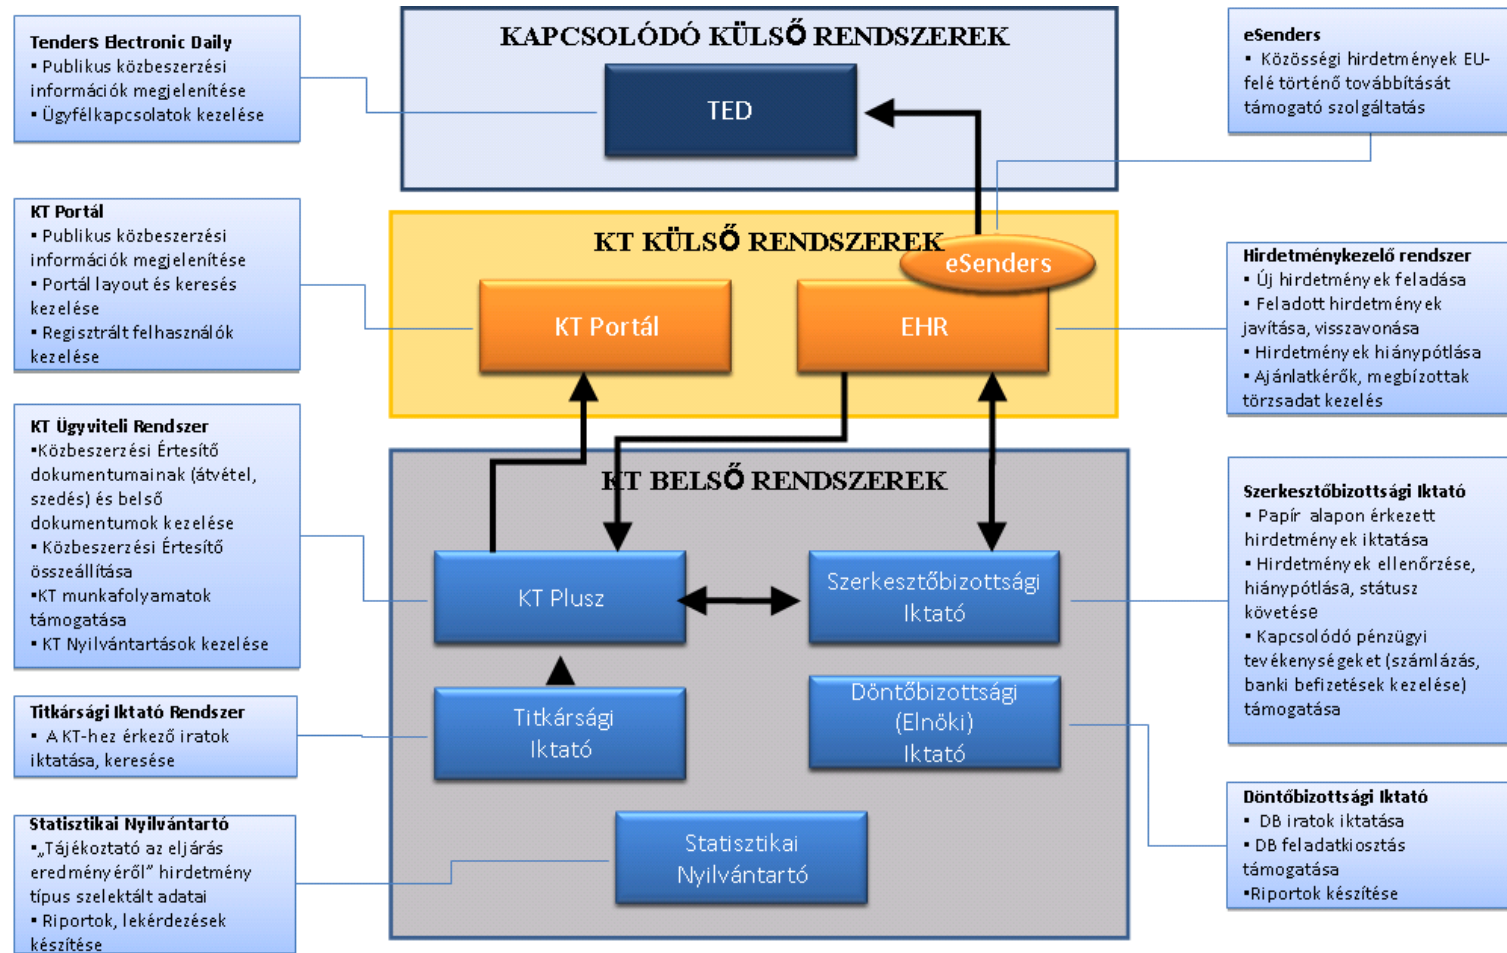 Tenders Electronic Daily
▪ Publikus közbeszerzési
információk megjelenítése
▪ Ügyfélkapcsolatok kezelése
KT Portál
▪ Publikus közbeszerzési
információk megjelenítése
▪ Portál layout és keresés
kezelése
▪ Regisztrált felhasználók
kezelése
KT Ügyviteli Rendszer
▪Közbeszerzési Értesítő
dokumentumainak (átvétel,
szedés) és belső
dokumentumok kezelése
▪ Közbeszerzési Értesítő
összeállítása
▪KT munkafolyamatok
támogatása
▪ KT Nyilvántartások kezelése
Titkársági Iktató Rendszer
▪ A KT-hez érkező iratok
iktatása, keresése
Statisztikai Nyilvántartó
▪„Tájékoztató az eljárás
eredményéről” hirdetmény
típus szelektált adatai
▪ Riportok, lekérdezések
készítése
KAPCSOLÓDÓ KÜLSŐ RENDSZEREK
TED
KT KÜLSŐ RENDSZEREK
eSenders
KT Portál
EHR
KT BELSŐ RENDSZEREK
KT Plusz
Szerkesztőbizottsági
Iktató
Titkársági
Iktató
Döntőbizottsági
(Elnöki)
Iktató
Statisztikai
Nyilvántartó
eSenders
▪ Közösségi hirdetmények EU-
felé történő továbbítását
támogató szolgáltatás
Hirdetménykezelő rendszer
▪ Új hirdetmények feladása
▪ Feladott hirdetmények
javítása, visszavonása
▪ Hirdetmények hiánypótlása
▪ Ajánlatkérők, megbízottak
törzsadat kezelés
Szerkesztőbizottsági Iktató
▪ Papír alapon érkezett
hirdetmények iktatása
▪ Hirdetmények ellenőrzése,
hiánypótlása, státusz
követése
▪ Kapcsolódó pénzügyi
tevékenységeket (számlázás,
banki befizetések kezelése)
támogatása
Döntőbizottsági Iktató
▪ DB iratok iktatása
▪ DB feladatkiosztás
támogatása
▪Riportok készítése